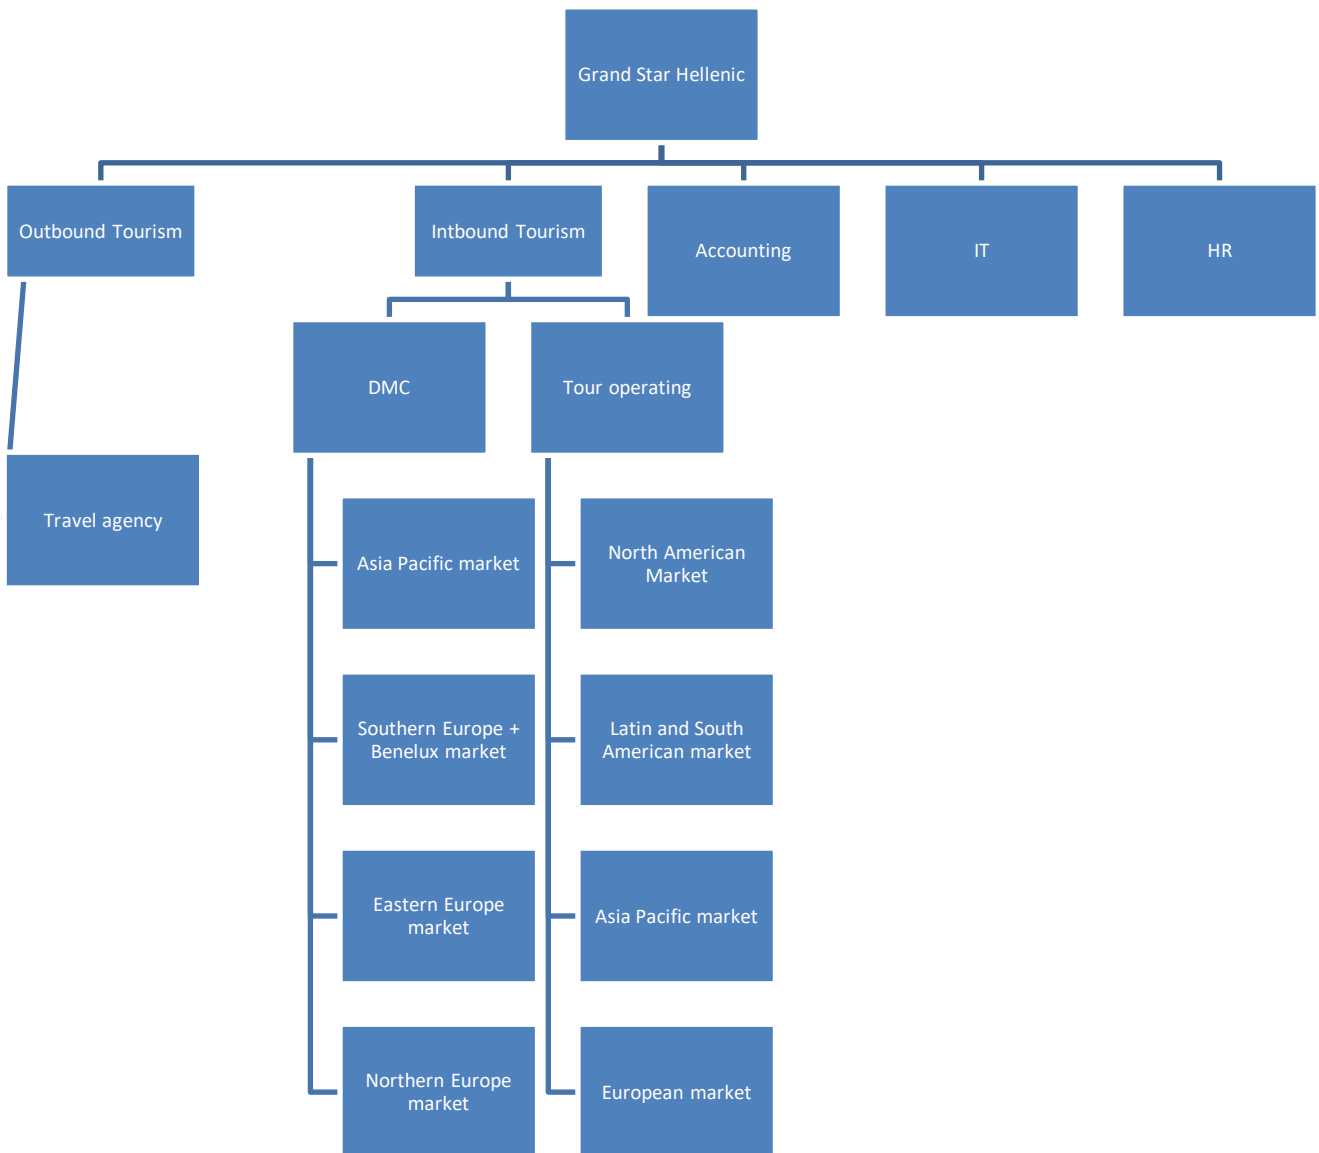 Grand Star Hellenic
Outbound Tourism
Intbound Tourism
Accounting
IT
HR
DMC
Tour operating
Travel agency
Asia Pacific market
North American
Market
Southern Europe +
Benelux market
Latin and South
American market
Eastern Europe
market
Asia Pacific market
Northern Europe
market
European market